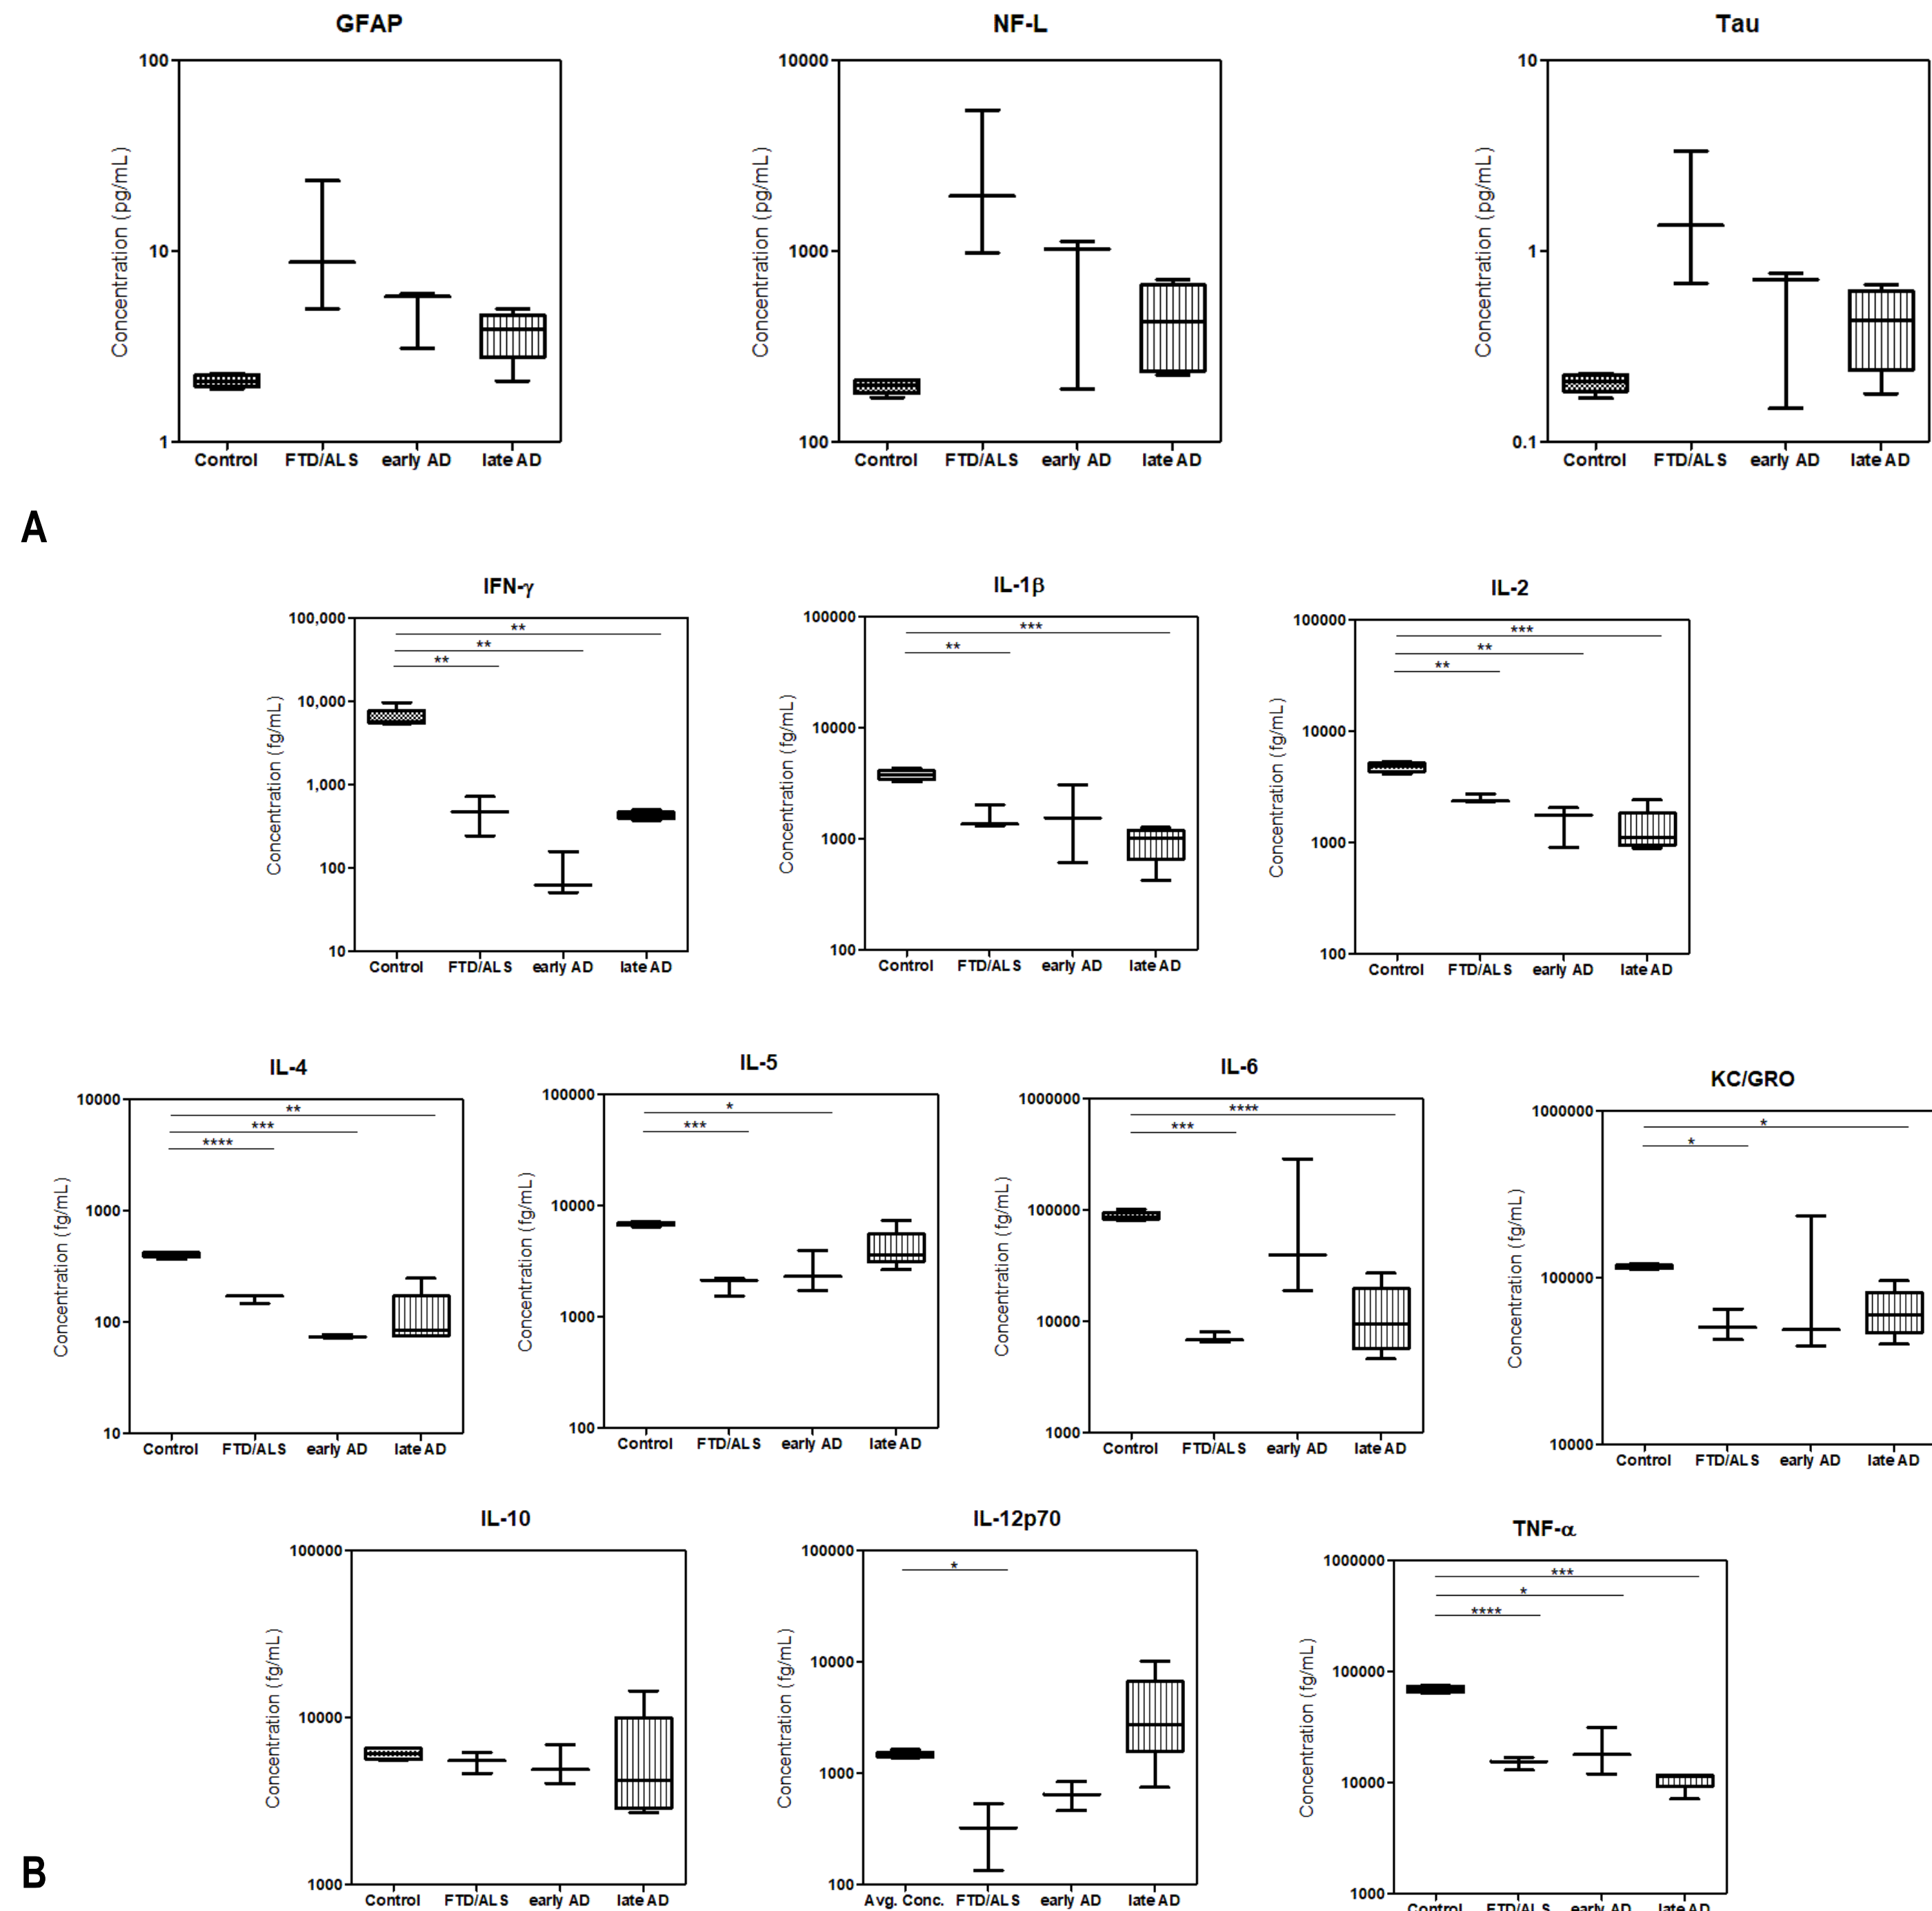 GFAP
Concentration (pg/mL)
100
10
1
Control FTD/ALS early AD late AD
NF-L
Concentration (pg/mL)
10000
1000
100
Control FTD/ALS early AD late AD
Tau
Concentration (pg/mL)
10
1
0.1
Control FTD/ALS early AD late AD
A
IFN-γ
Concentration (fg/mL)
100,000
10,000
1,000
100
10
**
**
**
Control FTD/ALS early AD late AD
IL-1β
Concentration (fg/mL)
100000
10000
1000
100
***
**
Control FTD/ALS early AD late AD
IL-2
Concentration (fg/mL)
100000
10000
1000
100
***
**
**
Control FTD/ALS early AD late AD
IL-4
Concentration (fg/mL)
10000
1000
100
10
**
***
****
Control FTD/ALS early AD late AD
IL-5
Concentration (fg/mL)
100000
10000
1000
100
*
***
Control FTD/ALS early AD late AD
IL-6
Concentration (fg/mL)
1000000
100000
10000
1000
****
***
Control FTD/ALS early AD late AD
KC/GRO
Concentration (fg/mL)
1000000
100000
10000
*
*
Control FTD/ALS early AD late AD
IL-10
Concentration (fg/mL)
100000
10000
1000
Control FTD/ALS early AD late AD
IL-12p70
Concentration (fg/mL)
100000
10000
1000
100
*
Avg. Conc. FTD/ALS early AD late AD
TNF-α
Concentration (fg/mL)
1000000
100000
10000
1000
***
*
****
Control FTD/ALS early AD late AD
B